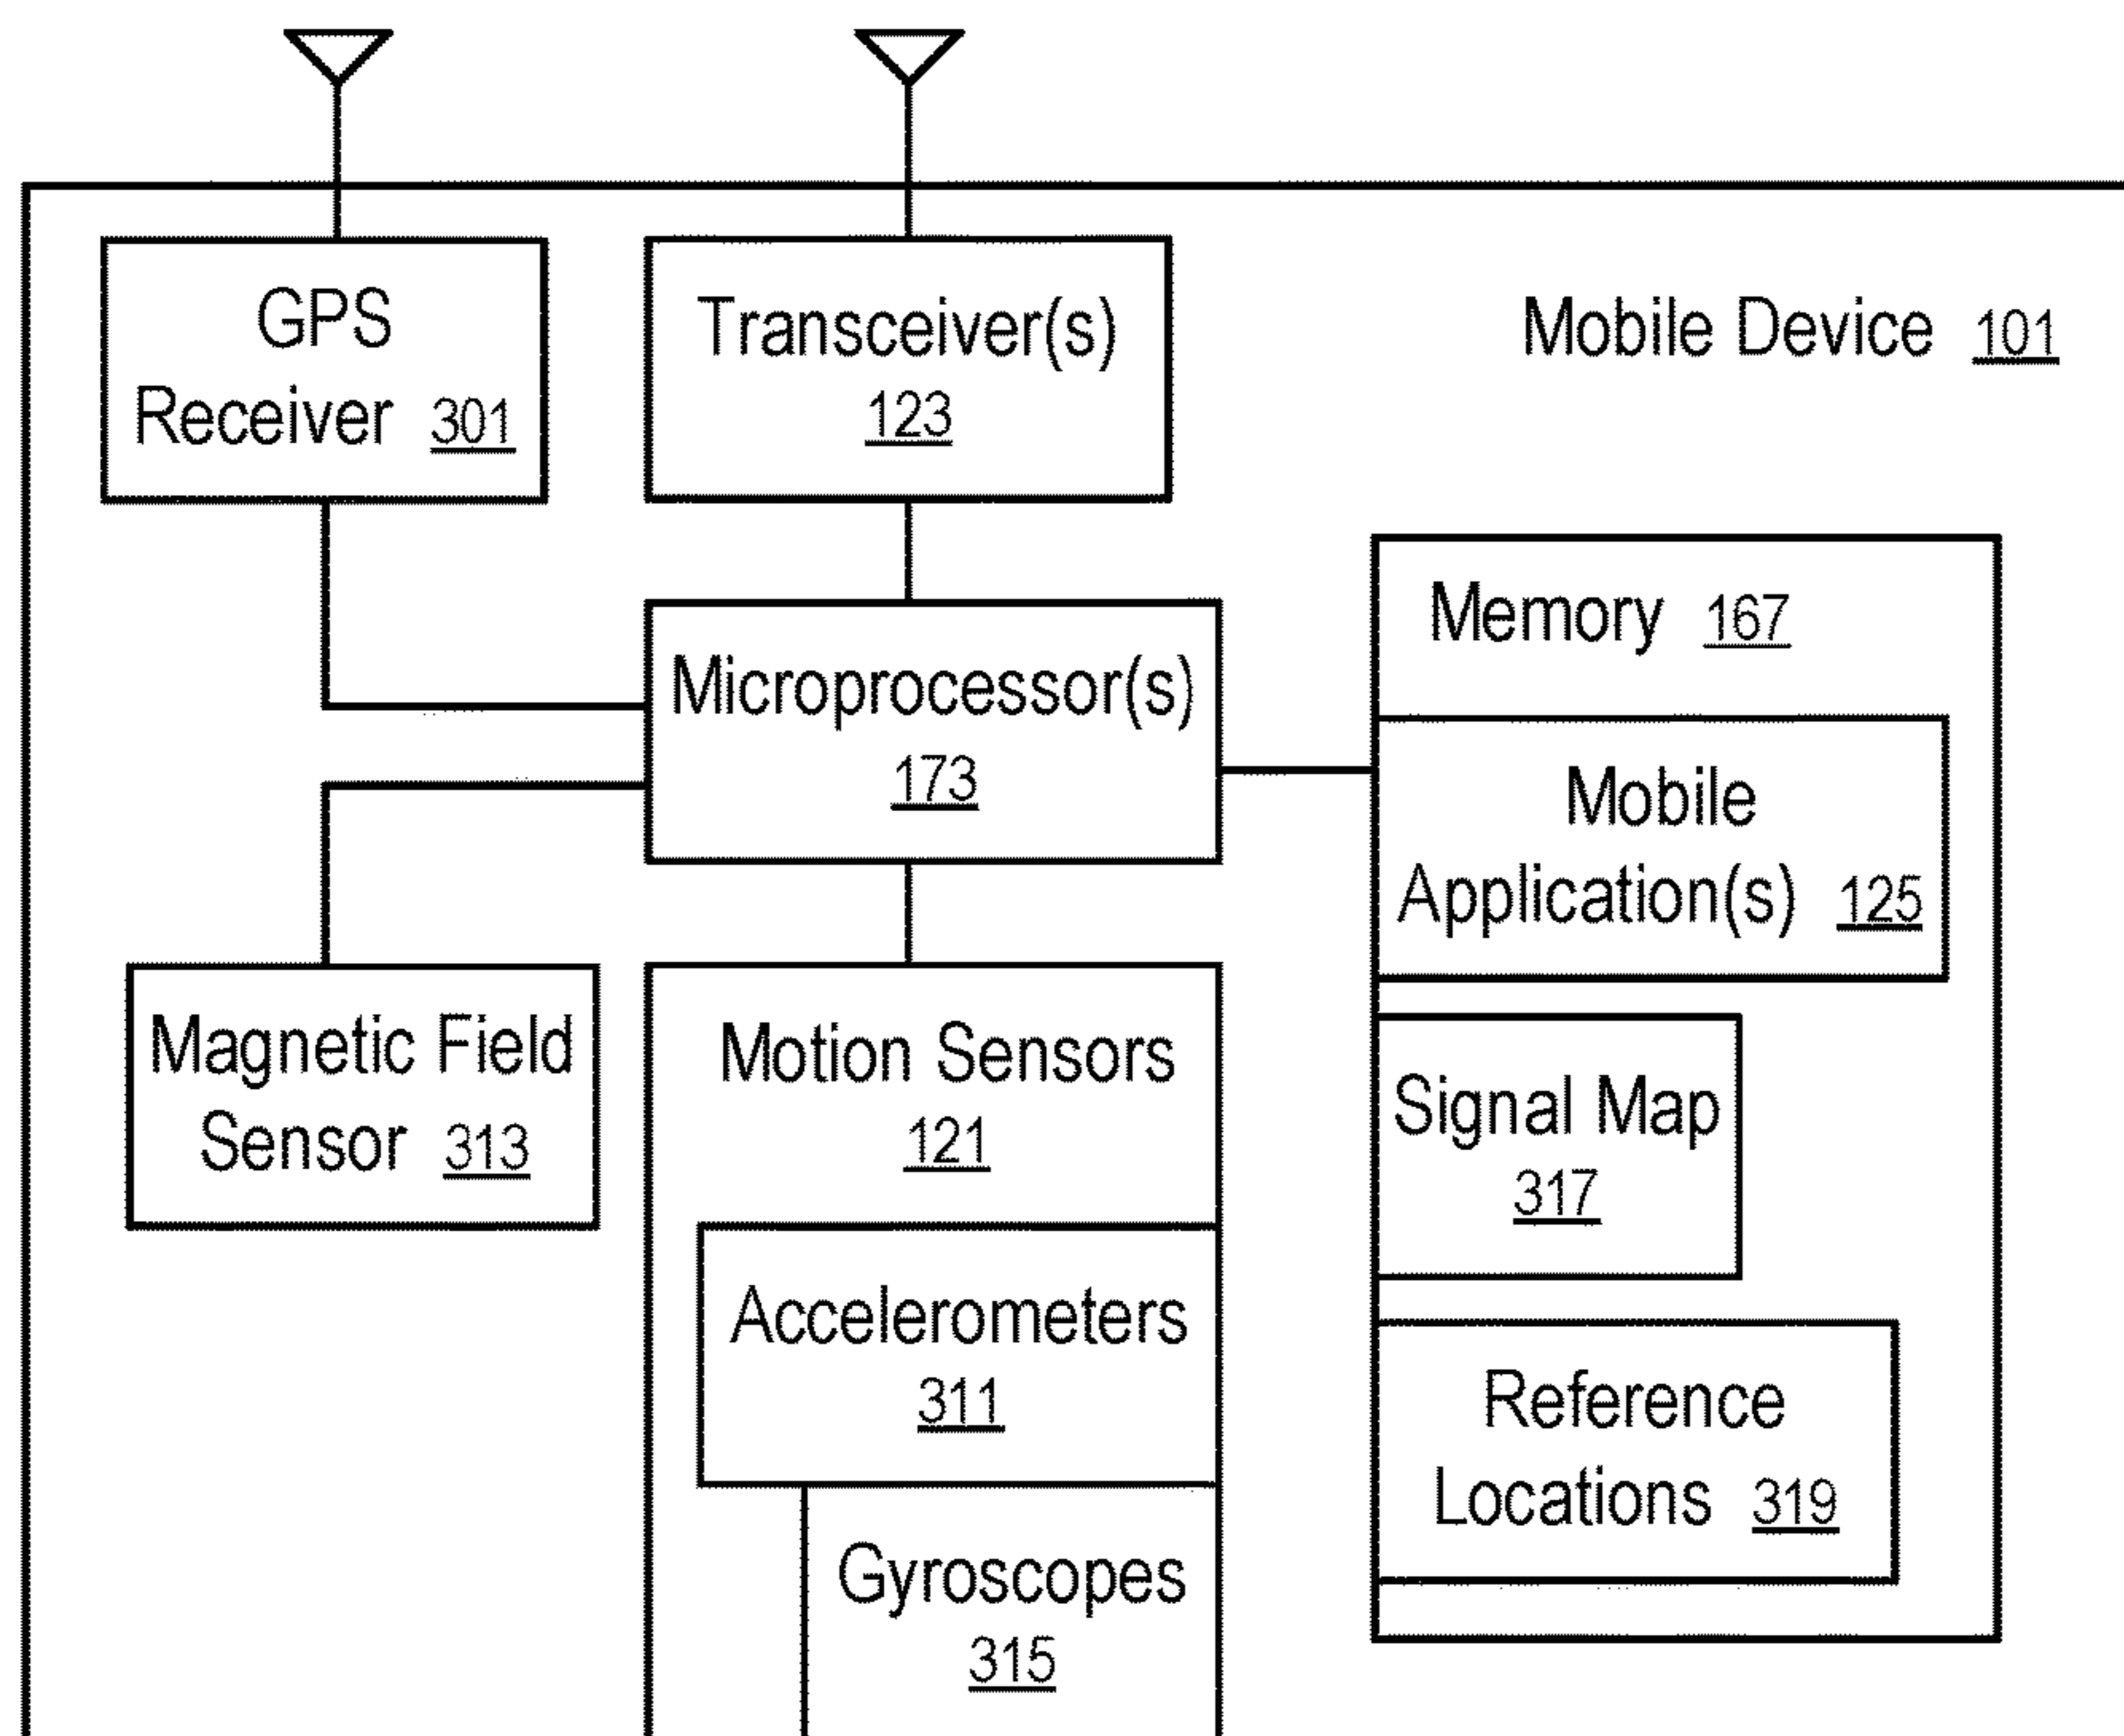 GPS
Receiver 301
Transceiver(s)
123
Mobile Device 101
Microprocessor(s)
173
Memory 167
Mobile
Application(s) 125
Magnetic Field
Sensor 313
Motion Sensors
121
Signal Map
317
Accelerometers
311
Reference
Locations 319
Gyroscopes
315